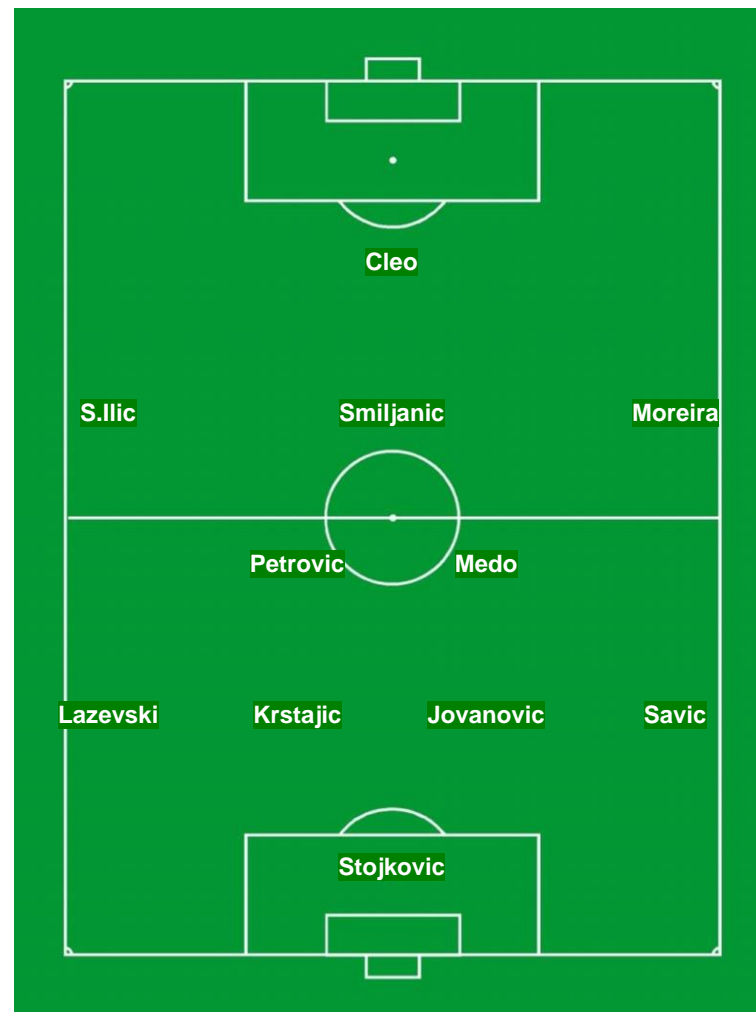 Cleo
S.Ilic Smiljanic Moreira
Petrovic Medo
Lazevski Krstajic Jovanovic Savic
Stojkovic